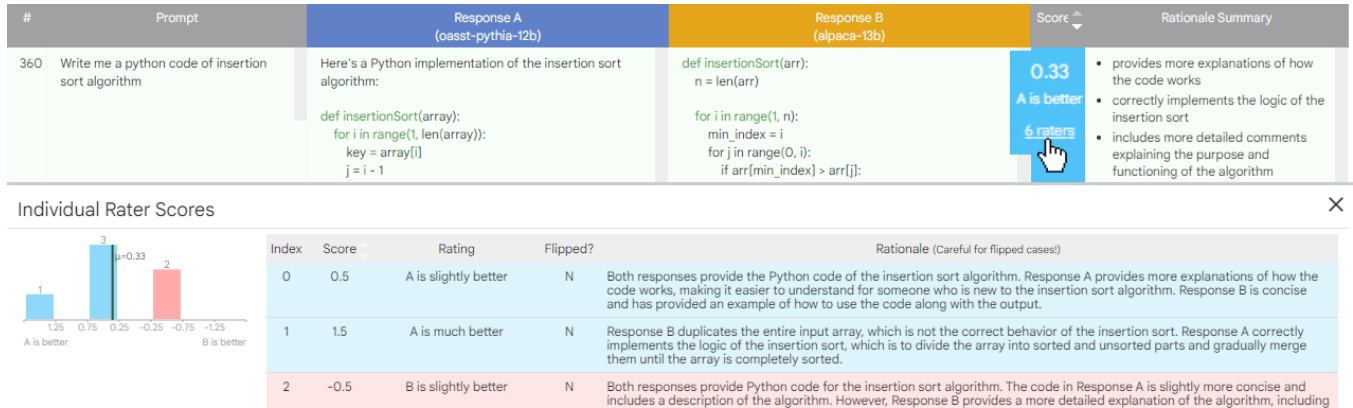 # Prompt Response A Response B Score Rationale Summary
(oasst-pythia-12b) (alpaca-13b)
360
Write me a python code of insertion
sort algorithm
Here's a Python implementation of the insertion sort
algorithm:
def insertionSort(array):
for i in range(1, len(array)):
key = array[i]
j = i - 1
def insertionSort(arr):
n = len(arr)
for i in range(1, n):
min_index = i
for j in range(0, i):
if arr[min_index] > arr[j]:
0.33
A is better
6 raters
• provides more explanations of how
the code works
• correctly implements the logic of the
insertion sort
• includes more detailed comments
explaining the purpose and
functioning of the algorithm
Individual Rater Scores
3
μ=0.33
2
1
1.25 0.75 0.25 -0.25 -0.75 -1.25
A is better B is better
Index Score Rating Flipped? Rationale (Careful for flipped cases!)
0 0.5 A is slightly better N
Both responses provide the Python code of the insertion sort algorithm. Response A provides more explanations of how the
code works, making it easier to understand for someone who is new to the insertion sort algorithm. Response B is concise
and has provided an example of how to use the code along with the output.
1 1.5 A is much better N
Response B duplicates the entire input array, which is not the correct behavior of the insertion sort. Response A correctly
implements the logic of the insertion sort, which is to divide the array into sorted and unsorted parts and gradually merge
them until the array is completely sorted.
2 -0.5 B is slightly better N
Both responses provide Python code for the insertion sort algorithm. The code in Response A is slightly more concise and
includes a description of the algorithm. However, Response B provides a more detailed explanation of the algorithm, including